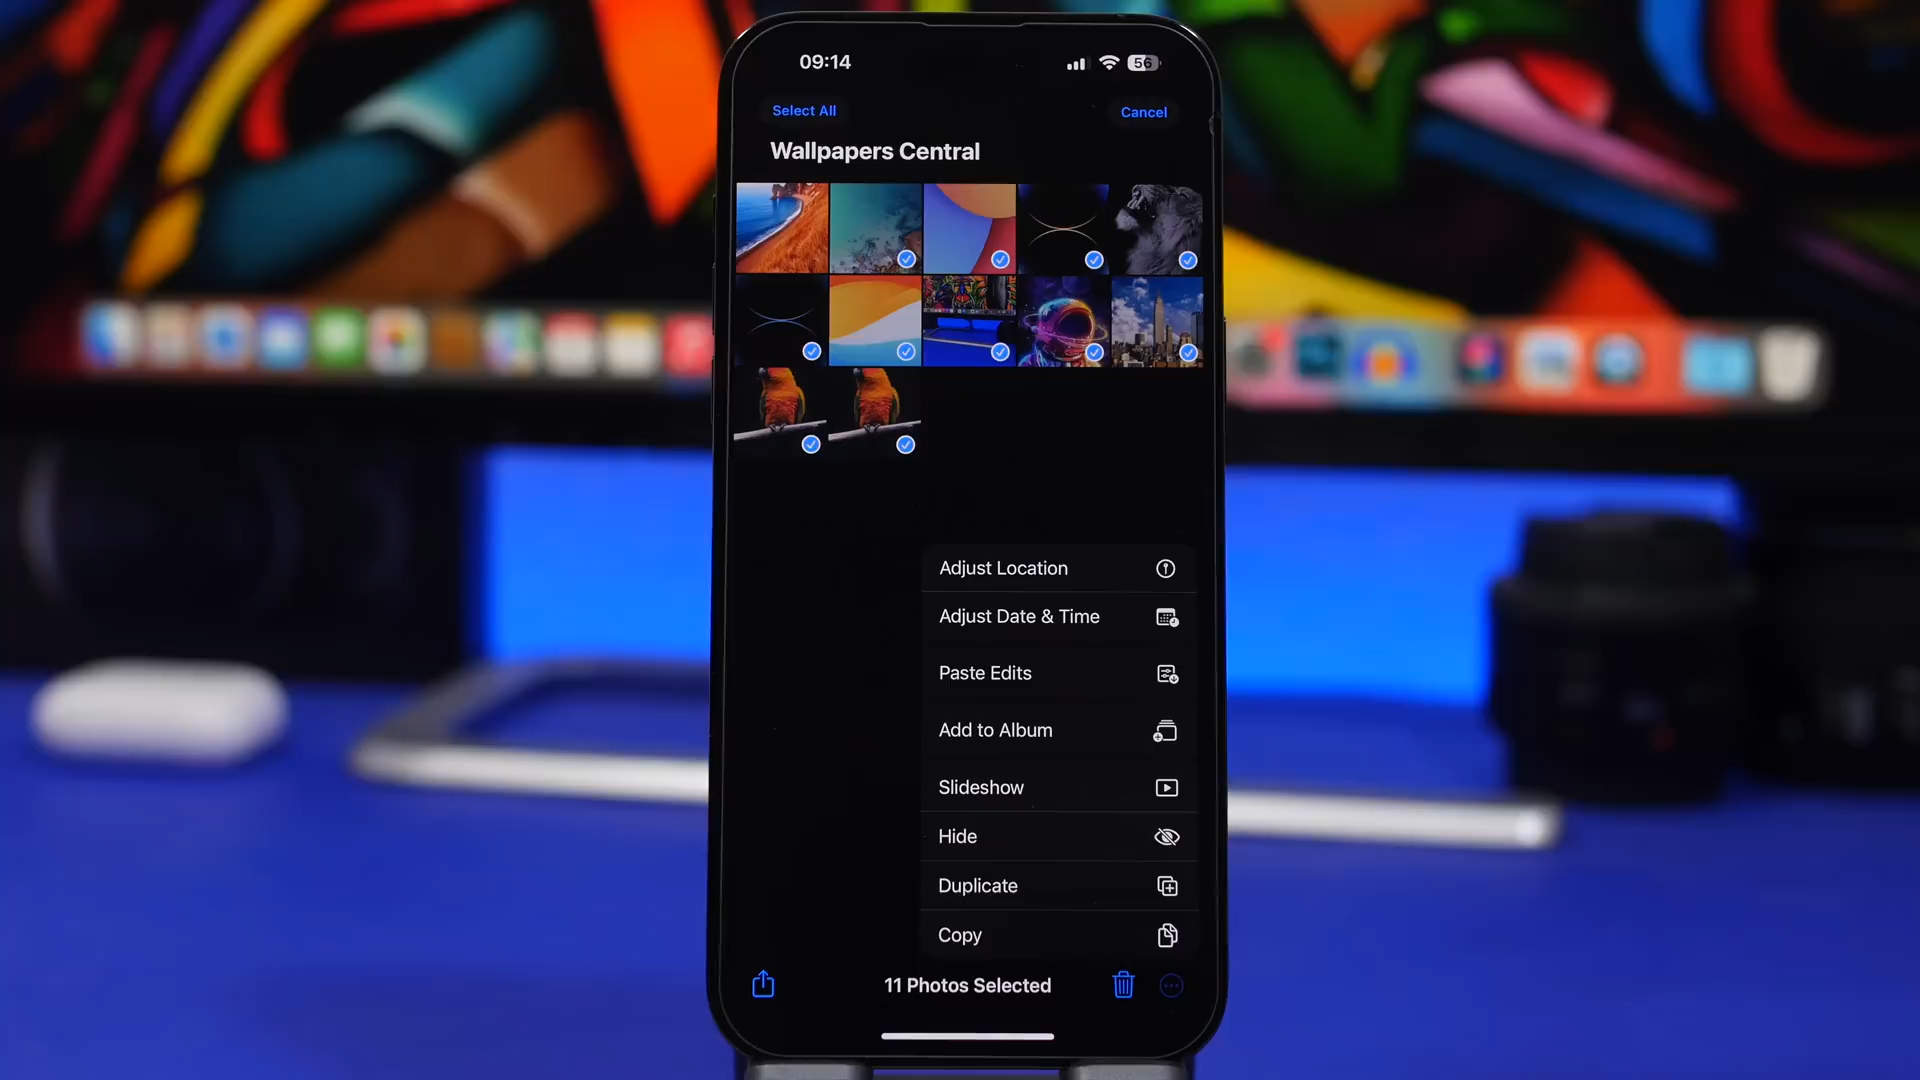 09:14
56
Select All
Cancel
Wallpapers Central
Adjust Location
Adjust Date & Time
Paste Edits
Add to Album
Slideshow
Hide
Duplicate
Copy
11 Photos Selected